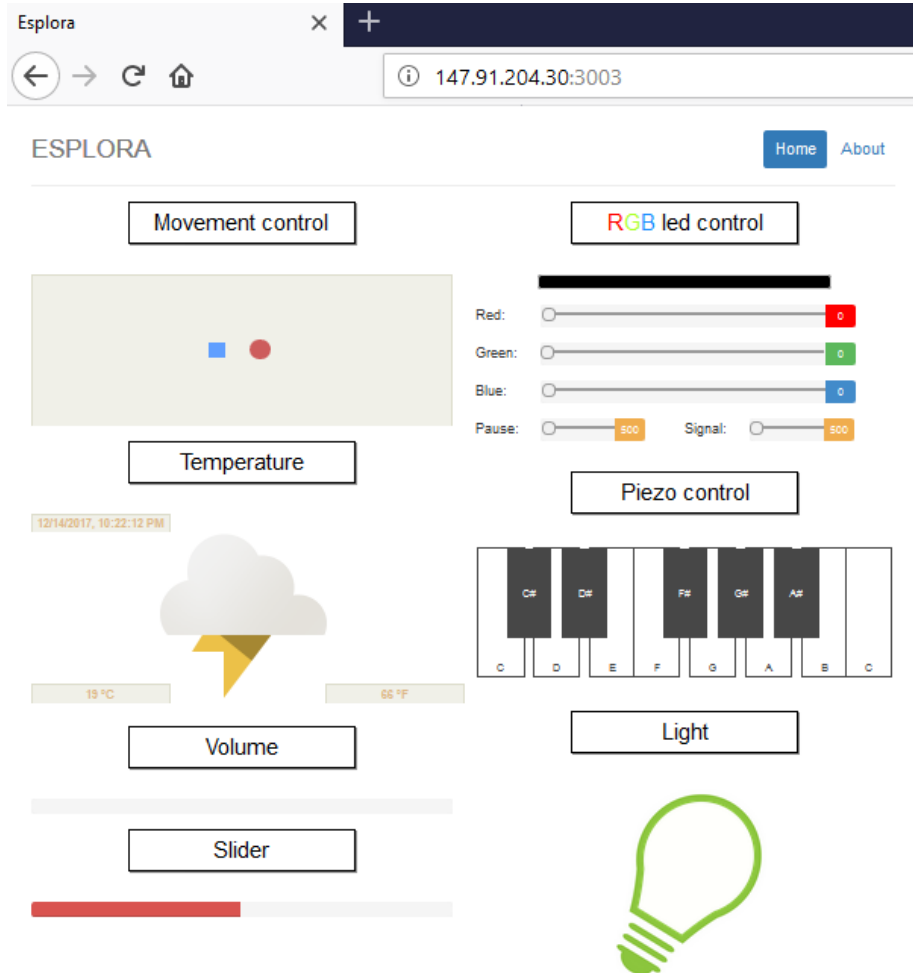 Esplora
147.91.204.30:3003
ESPLORA
Home About
Movement control
Temperature
12/14/2017, 10:22:12 PM
19 °C 66 °F
Volume
Slider
RGB led control
Red: 0
Green: 0
Blue: 0
Pause: 500 Signal: 500
Piezo control
C# D# F# G# A#
C D E F G A B C
Light